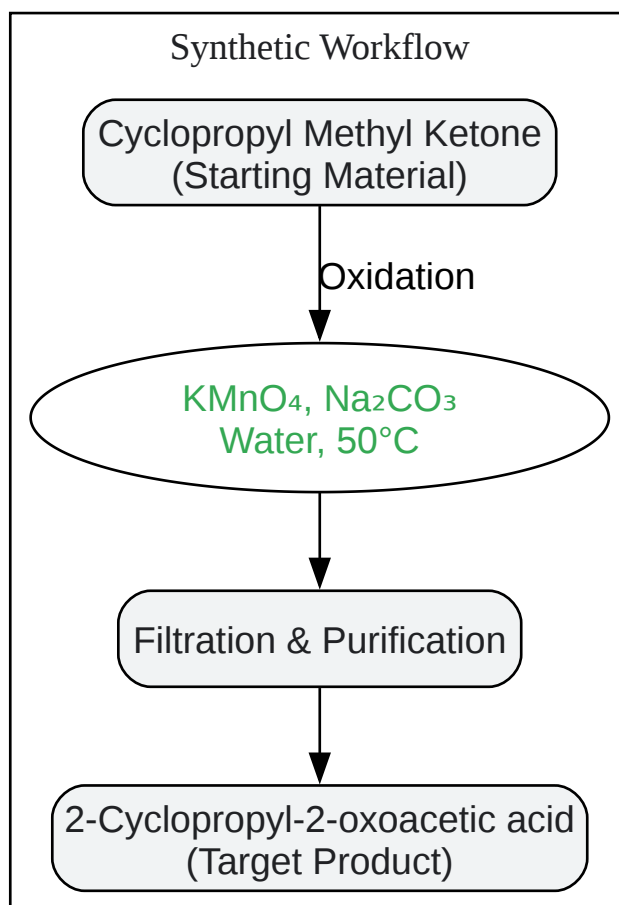 Synthetic Workflow
Cyclopropyl Methyl Ketone
(Starting Material)
Oxidation
KMnO₄, Na₂CO₃
Water, 50°C
Filtration & Purification
2-Cyclopropyl-2-oxoacetic acid
(Target Product)